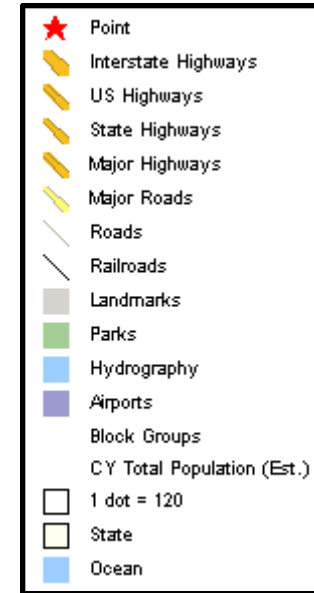 Point
Interstate Highways
US Highways
State Highways
Major Highways
Major Roads
Roads
Railroads
Landmarks
Parks
Hydrography
Airports
Block Groups
CY Total Population (Est.)
1 dot = 120
State
Ocean